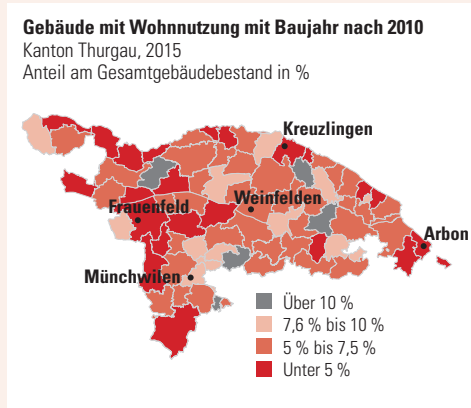 Gebäude mit Wohnnutzung mit Baujahr nach 2010
Kanton Thurgau, 2015
Anteil am Gesamtgebäudebestand in %
Kreuzlingen
Frauenfeld
Weinfelden
Arbon
Münchwilen
Über 10 %
7,6 % bis 10 %
5 % bis 7,5 %
Unter 5 %